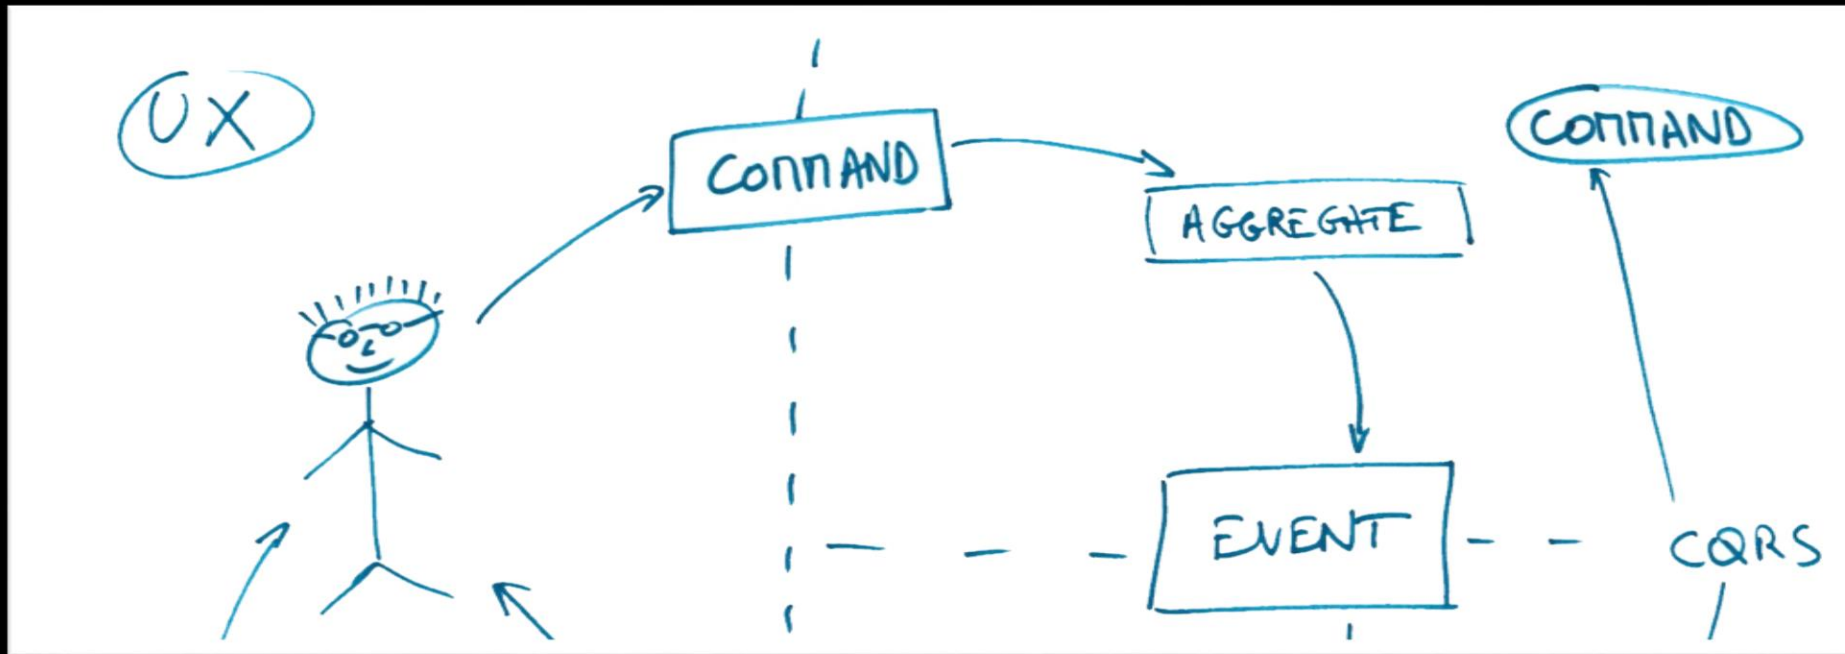 UX
COMMAND
COMMAND
AGGREGATE
EVENT
CQRS